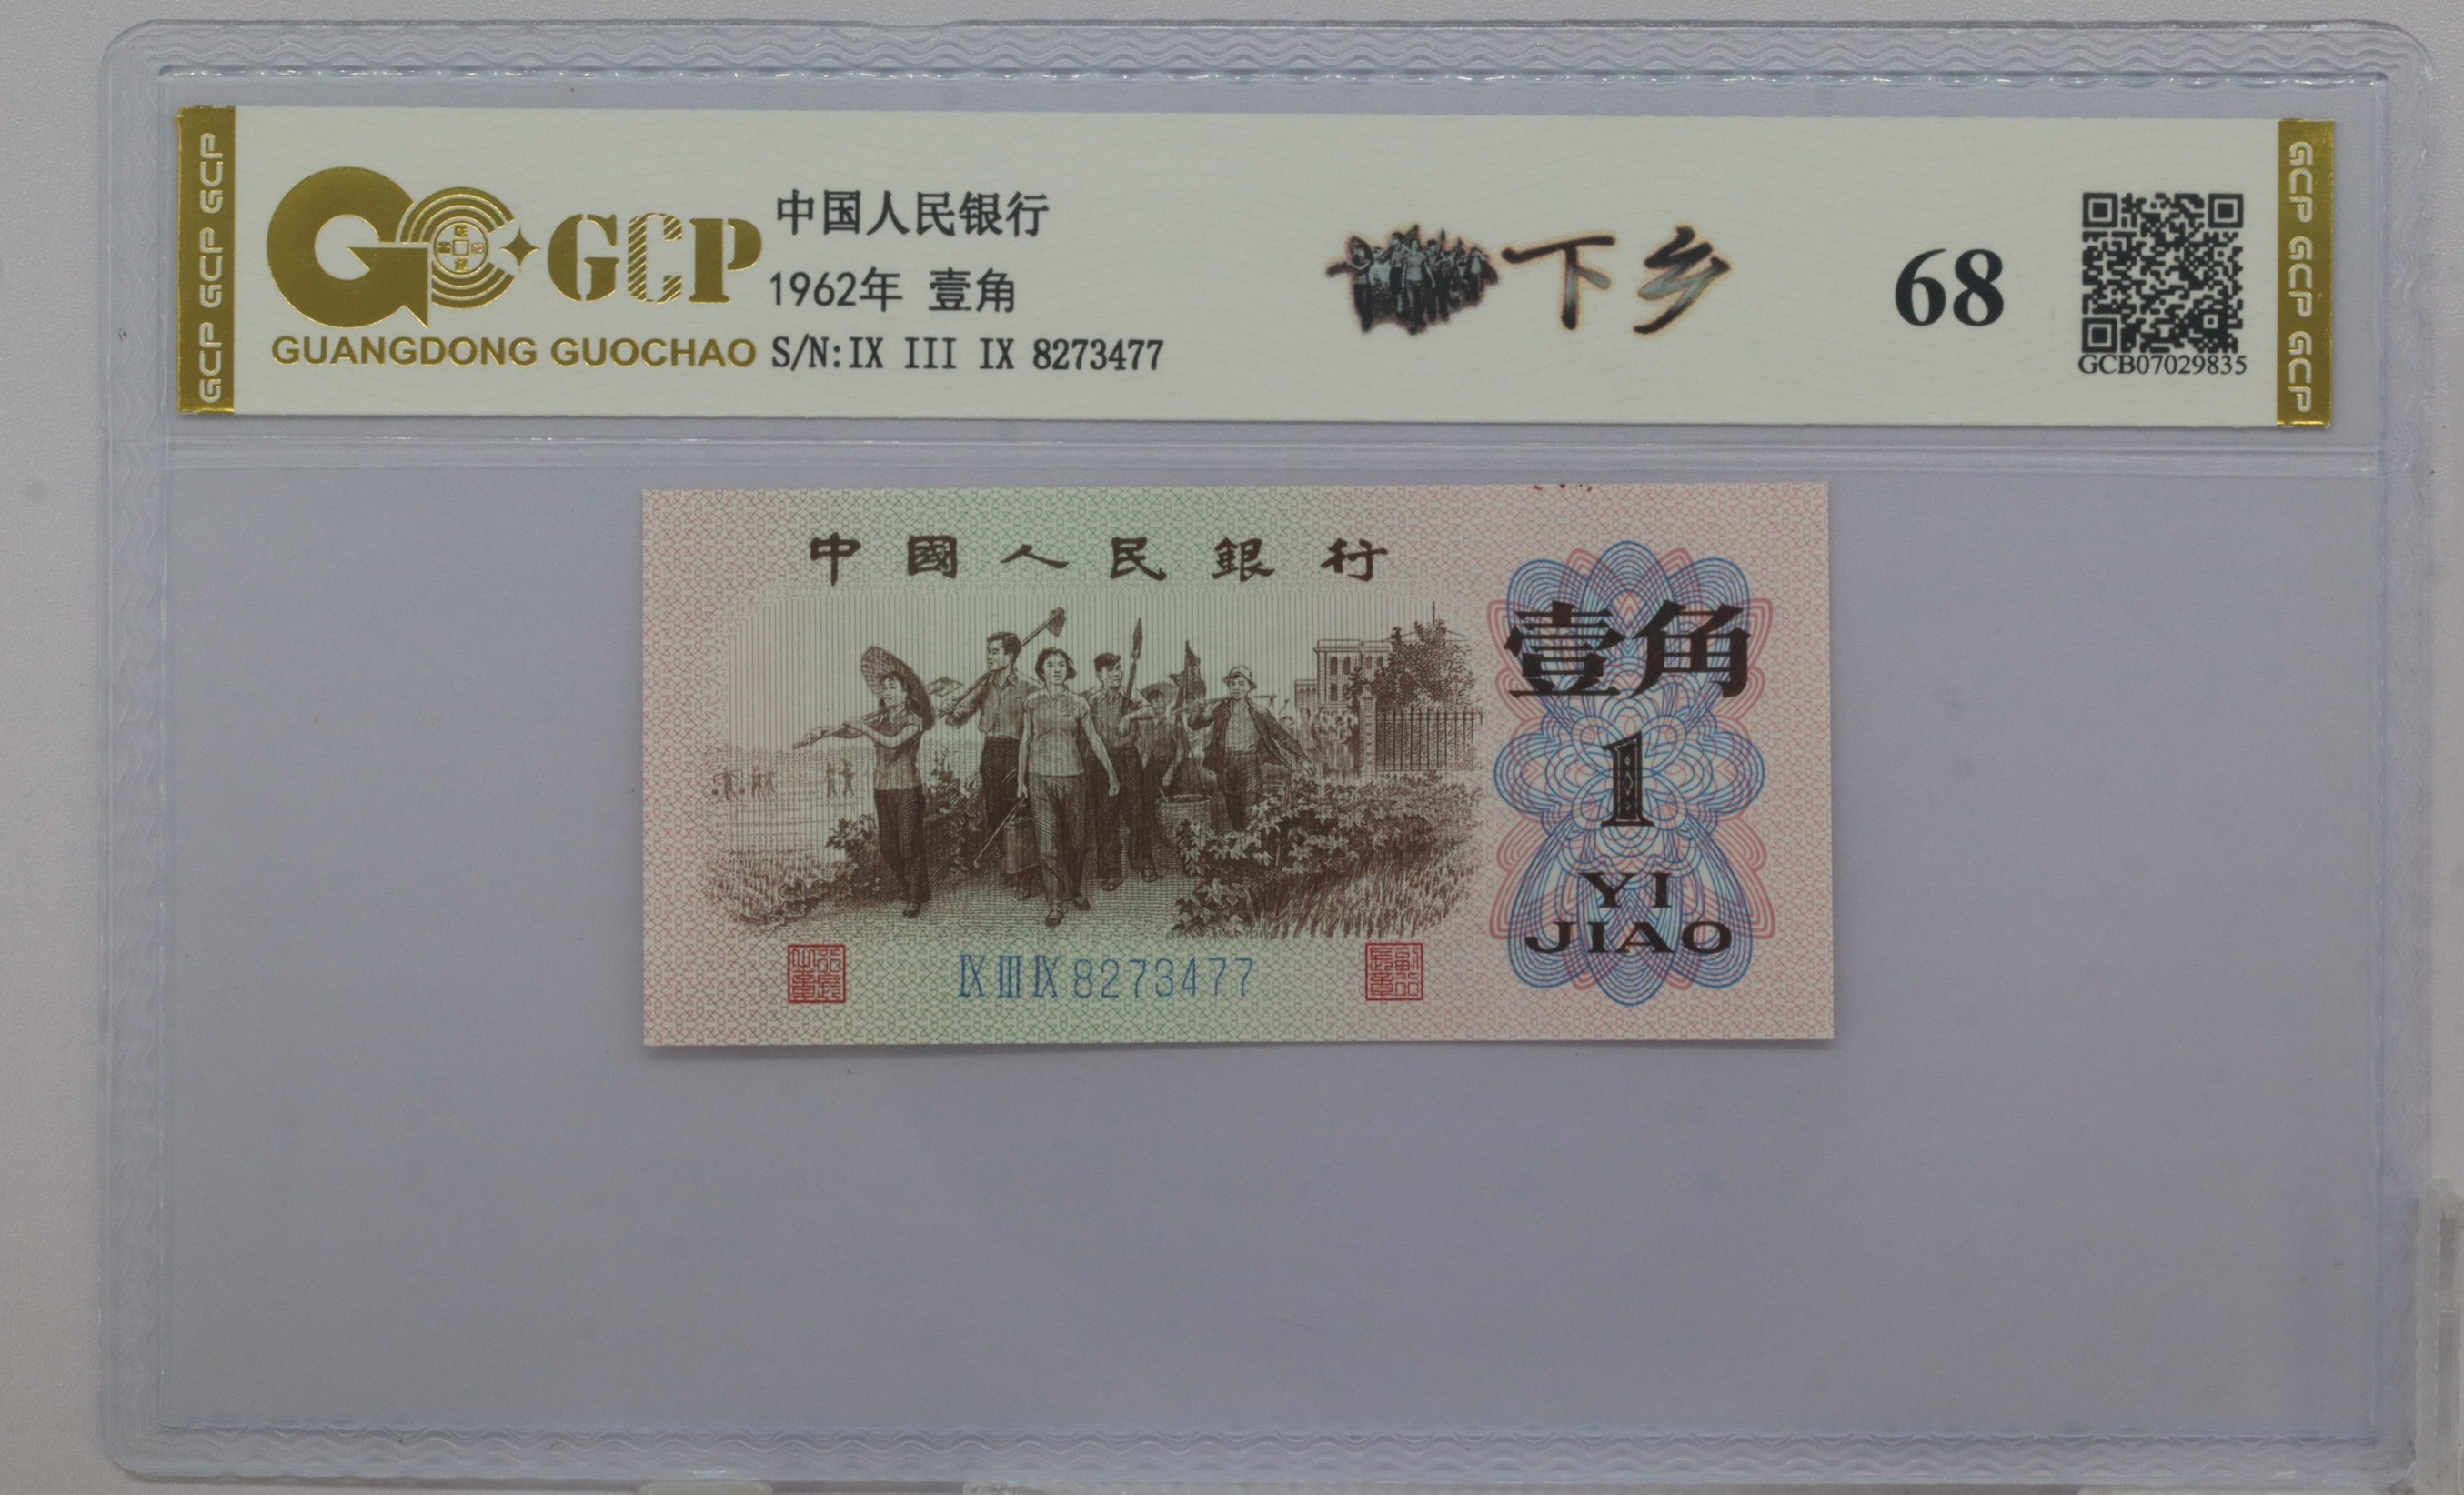 GCP GCP GCP
GCP
GUANGDONG GUOCHAO
中国人民银行
1962年 壹角
S/N:IX III IX 8273477
下乡
68
GCB07029835
GCP GCP GCP
中國人民銀行
壹角
1
YI
JIAO
IX III IX 8273477